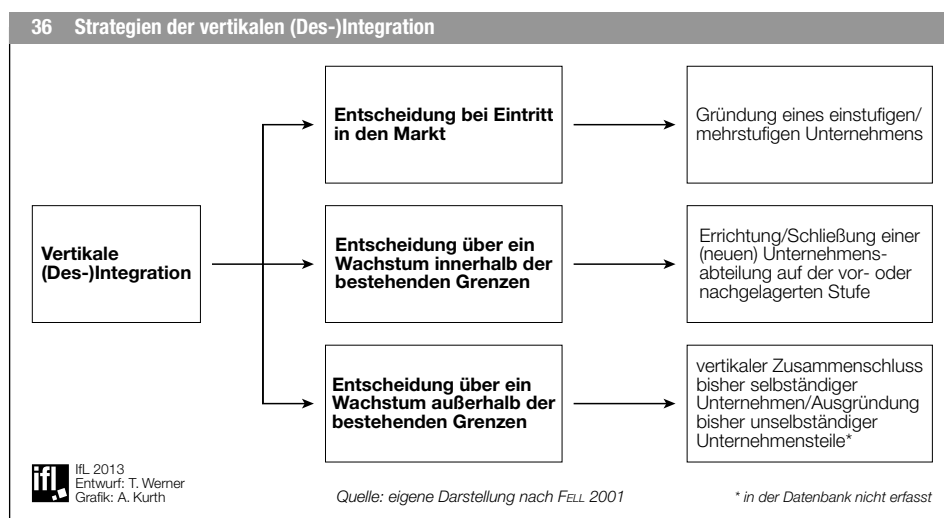 36 Strategien der vertikalen (Des-)Integration
Vertikale
(Des-)Integration
Entscheidung bei Eintritt
in den Markt
Gründung eines einstufigen/
mehrstufigen Unternehmens
Entscheidung über ein
Wachstum innerhalb der
bestehenden Grenzen
Errichtung/Schließung einer
(neuen) Unternehmens-
abteilung auf der vor- oder
nachgelagerten Stufe
Entscheidung über ein
Wachstum außerhalb der
bestehenden Grenzen
vertikaler Zusammenschluss
bisher selbständiger
Unternehmen/Ausgründung
bisher unselbständiger
Unternehmensteile*
ifl
IfL 2013
Entwurf: T. Werner
Grafik: A. Kurth
Quelle: eigene Darstellung nach FELL 2001
* in der Datenbank nicht erfasst